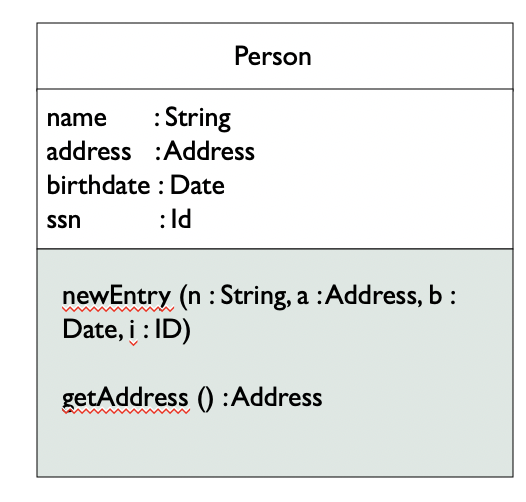 Person
name : String
address : Address
birthdate : Date
ssn : Id
newEntry (n : String, a : Address, b :
Date, i : ID)
getAddress () : Address